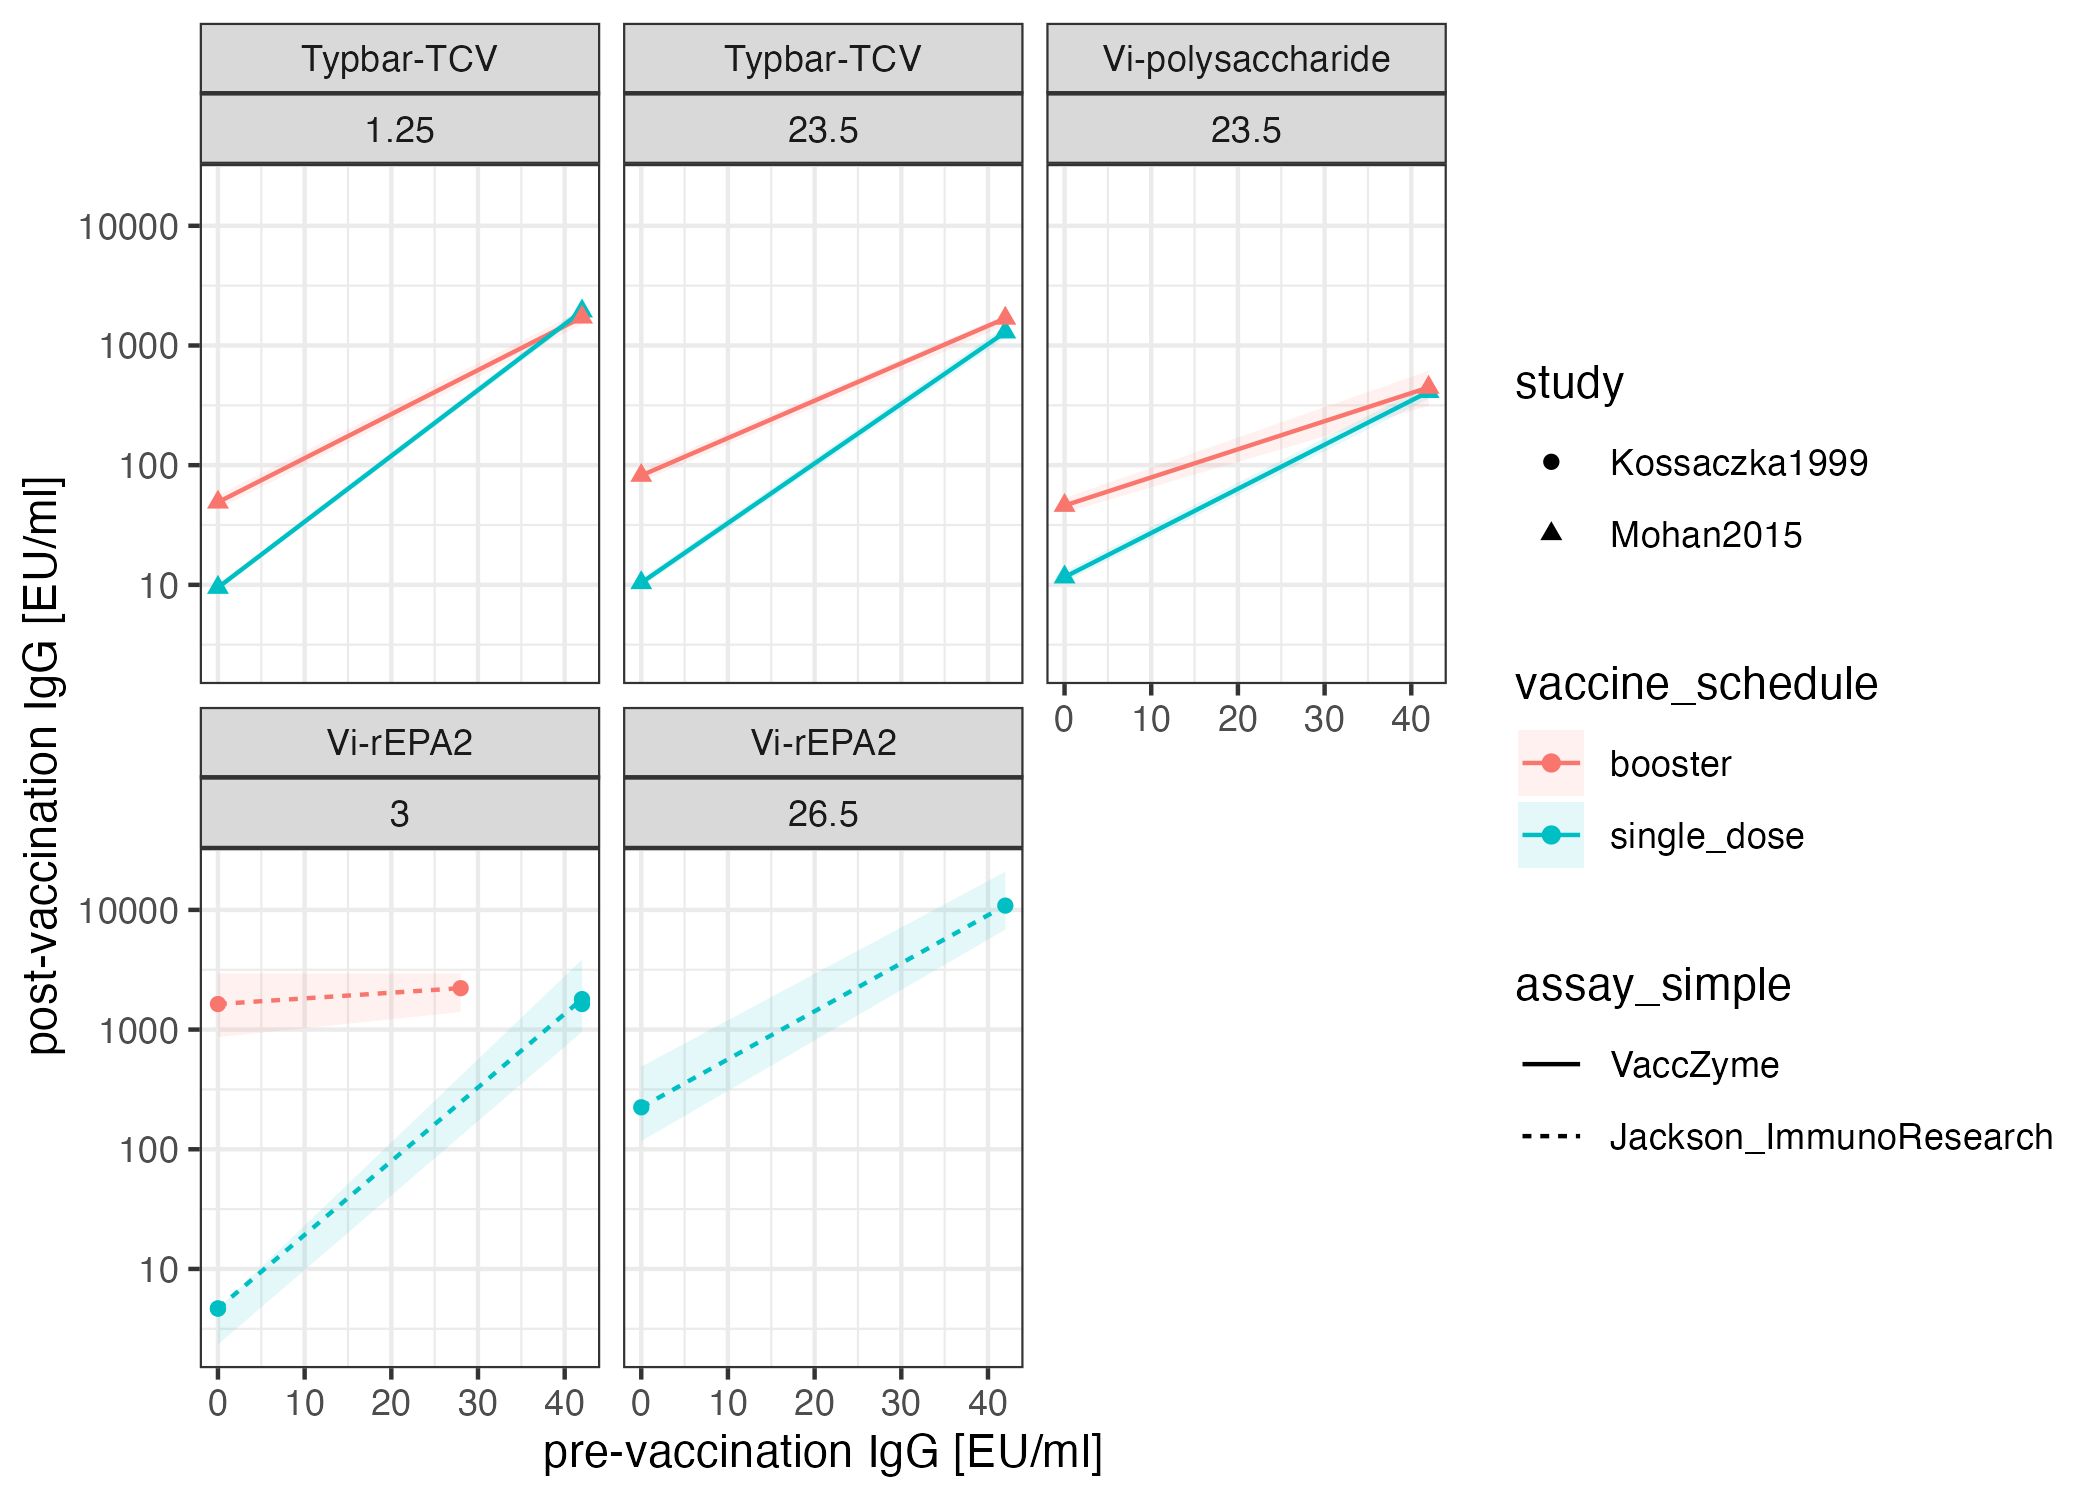 Typbar-TCV
Typbar-TCV
Vi-polysaccharide
1.25
23.5
23.5
10000
1000
100
10
0 10 20 30 40
Vi-rEPA2
Vi-rEPA2
3
26.5
10000
1000
100
10
0 10 20 30 40
0 10 20 30 40
pre-vaccination IgG [EU/ml]
post-vaccination IgG [EU/ml]
study
Kossaczka1999
Mohan2015
vaccine_schedule
booster
single_dose
assay_simple
VaccZyme
Jackson_ImmunoResearch